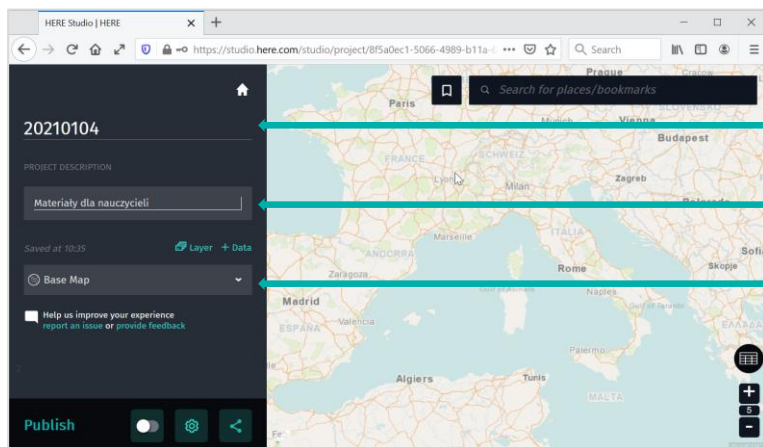 HERE Studio | HERE
https://studio.here.com/studio/project/8f5a0ec1-5066-4989-b11a-
Search
20210104
PROJECT DESCRIPTION
Materiały dla nauczycieli
Saved at 10:35
Layer + Data
Base Map
Help us improve your experience
report an issue or provide feedback
Publish
Search for places/bookmarks
Prague
Cracow
Paris
Munich
Vienna
SLOVENSKO
Budapest
FRANCE
SCHWEIZ
Lyon
Milan
Zagreb
Marseille
ITALIA
ANDORRA
Sofi
Zaragoza
Rome
Skopje
Naples
Madrid
Valencia
ESPAÑA
Palermo
Algiers
Tunis
MALTA
5